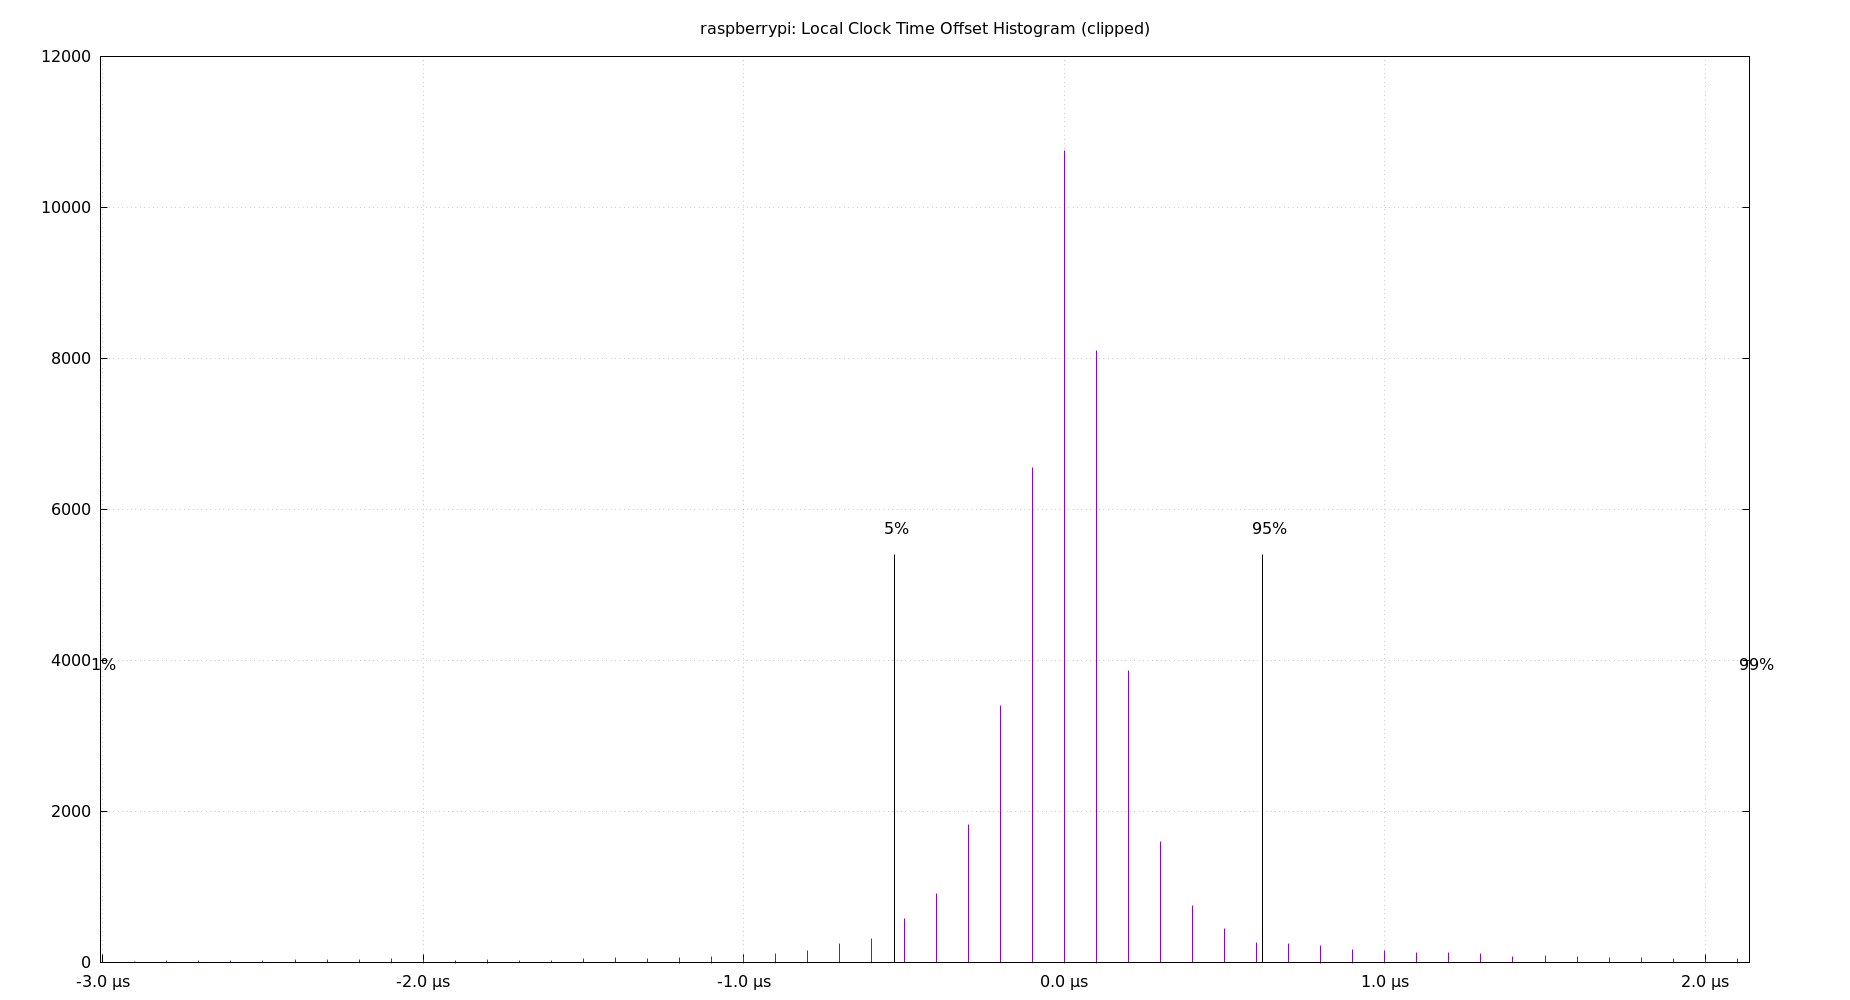 raspberrypi: Local Clock Time Offset Histogram (clipped)
12000
10000
8000
6000
5%
95%
4000
1%
99%
2000
0
-3.0 µs
-2.0 µs
-1.0 µs
0.0 µs
1.0 µs
2.0 µs